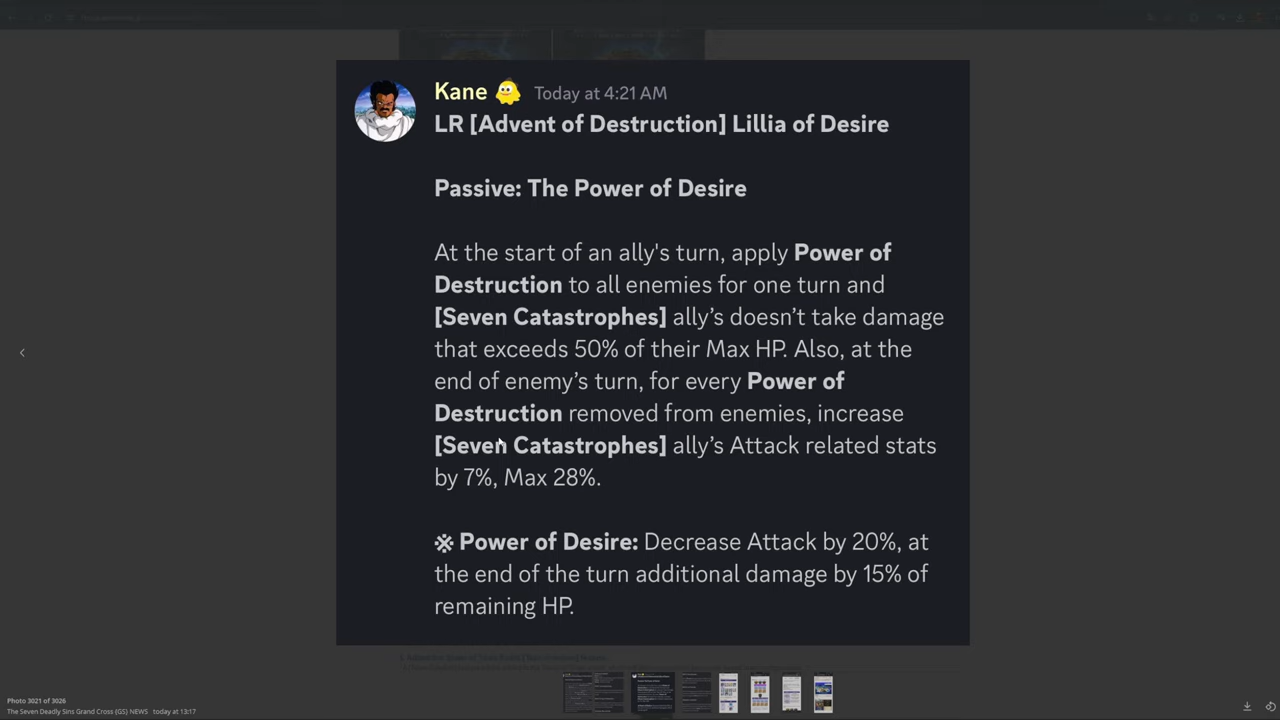 Kane Today at 4:21 AM
LR [Advent of Destruction] Lillia of Desire
Passive: The Power of Desire
At the start of an ally's turn, apply Power of
Destruction to all enemies for one turn and
[Seven Catastrophes] ally’s doesn’t take damage
that exceeds 50% of their Max HP. Also, at the
end of enemy’s turn, for every Power of
Destruction removed from enemies, increase
[Seven Catastrophes] ally’s Attack related stats
by 7%, Max 28%.
※ Power of Desire: Decrease Attack by 20%, at
the end of the turn additional damage by 15% of
remaining HP.
Photo 3021 of 3026
The Seven Deadly Sins Grand Cross {GS} NEWS today at 13:17